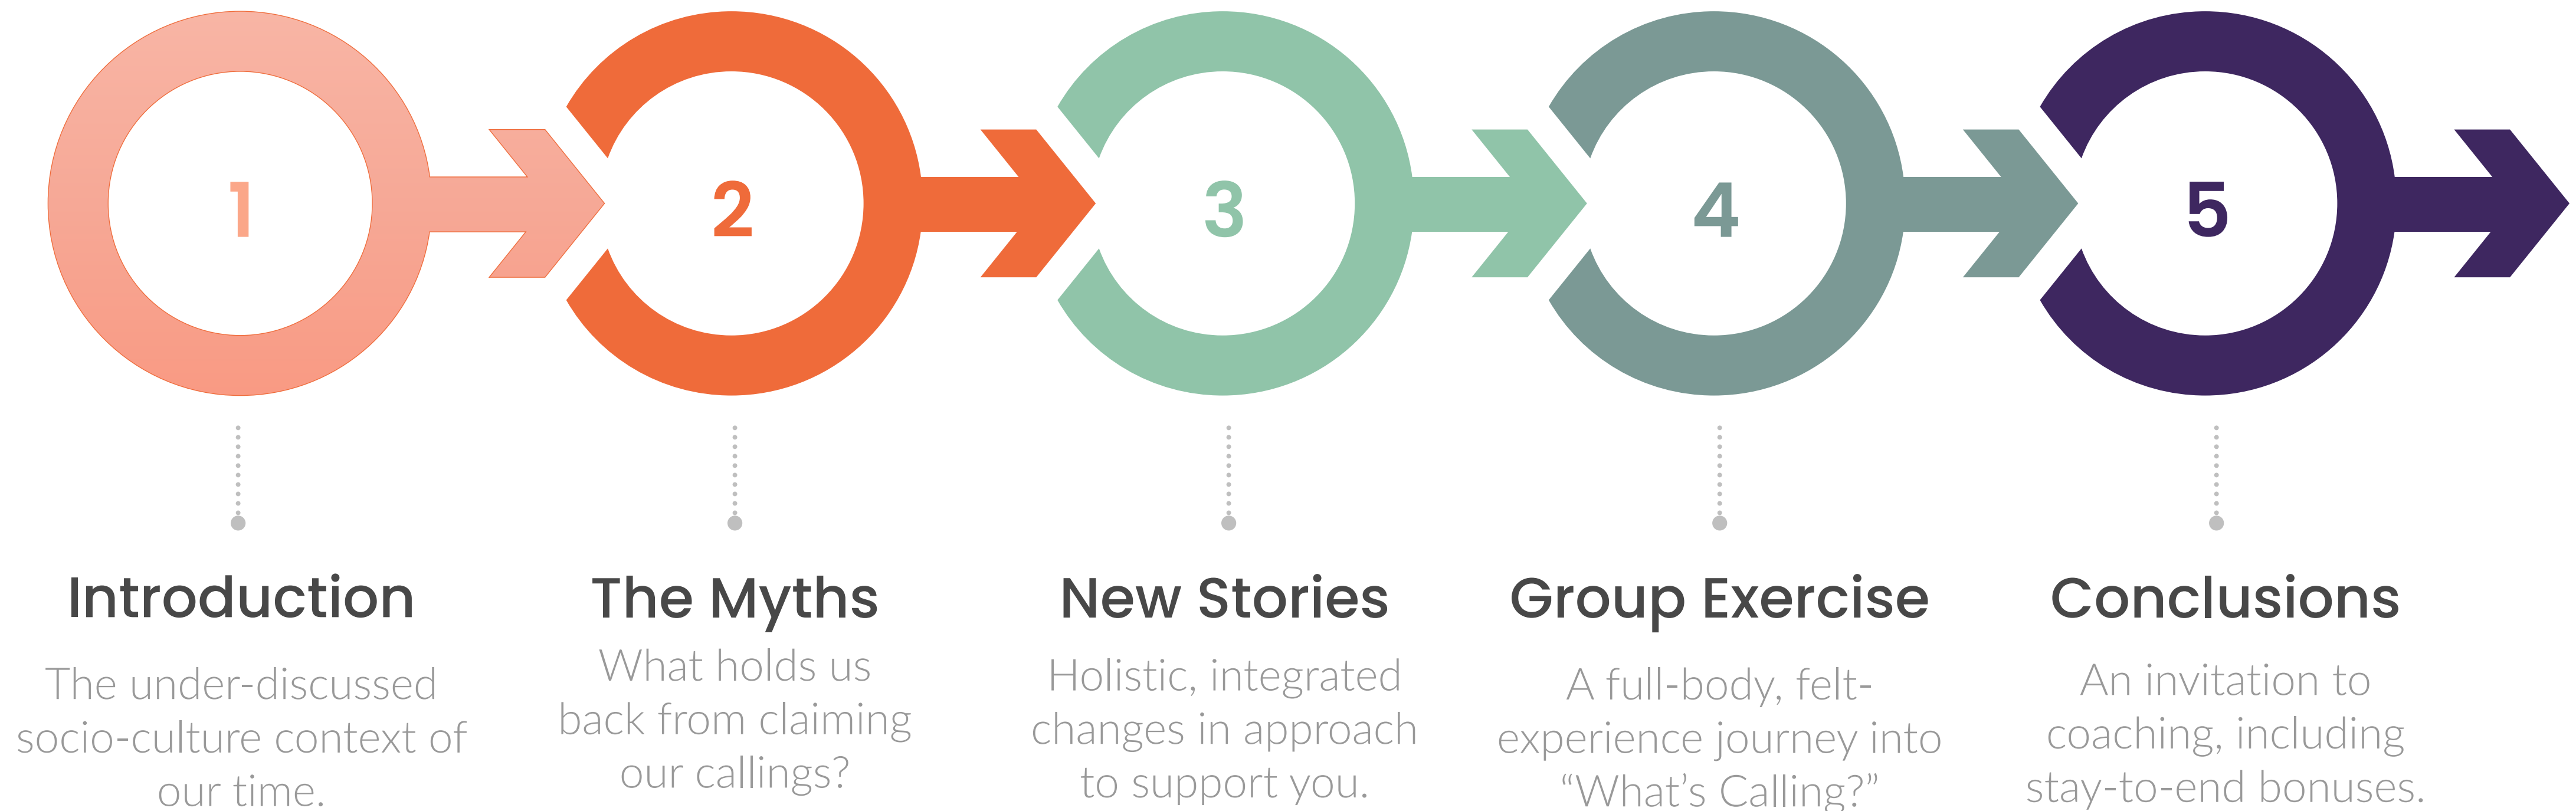 1
2
3
4
5
Introduction
The under-discussed
socio-culture context of
our time.
The Myths
What holds us
back from claiming
our callings?
New Stories
Holistic, integrated
changes in approach
to support you.
Group Exercise
A full-body, felt-
experience journey into
“What’s Calling?”
Conclusions
An invitation to
coaching, including
stay-to-end bonuses.